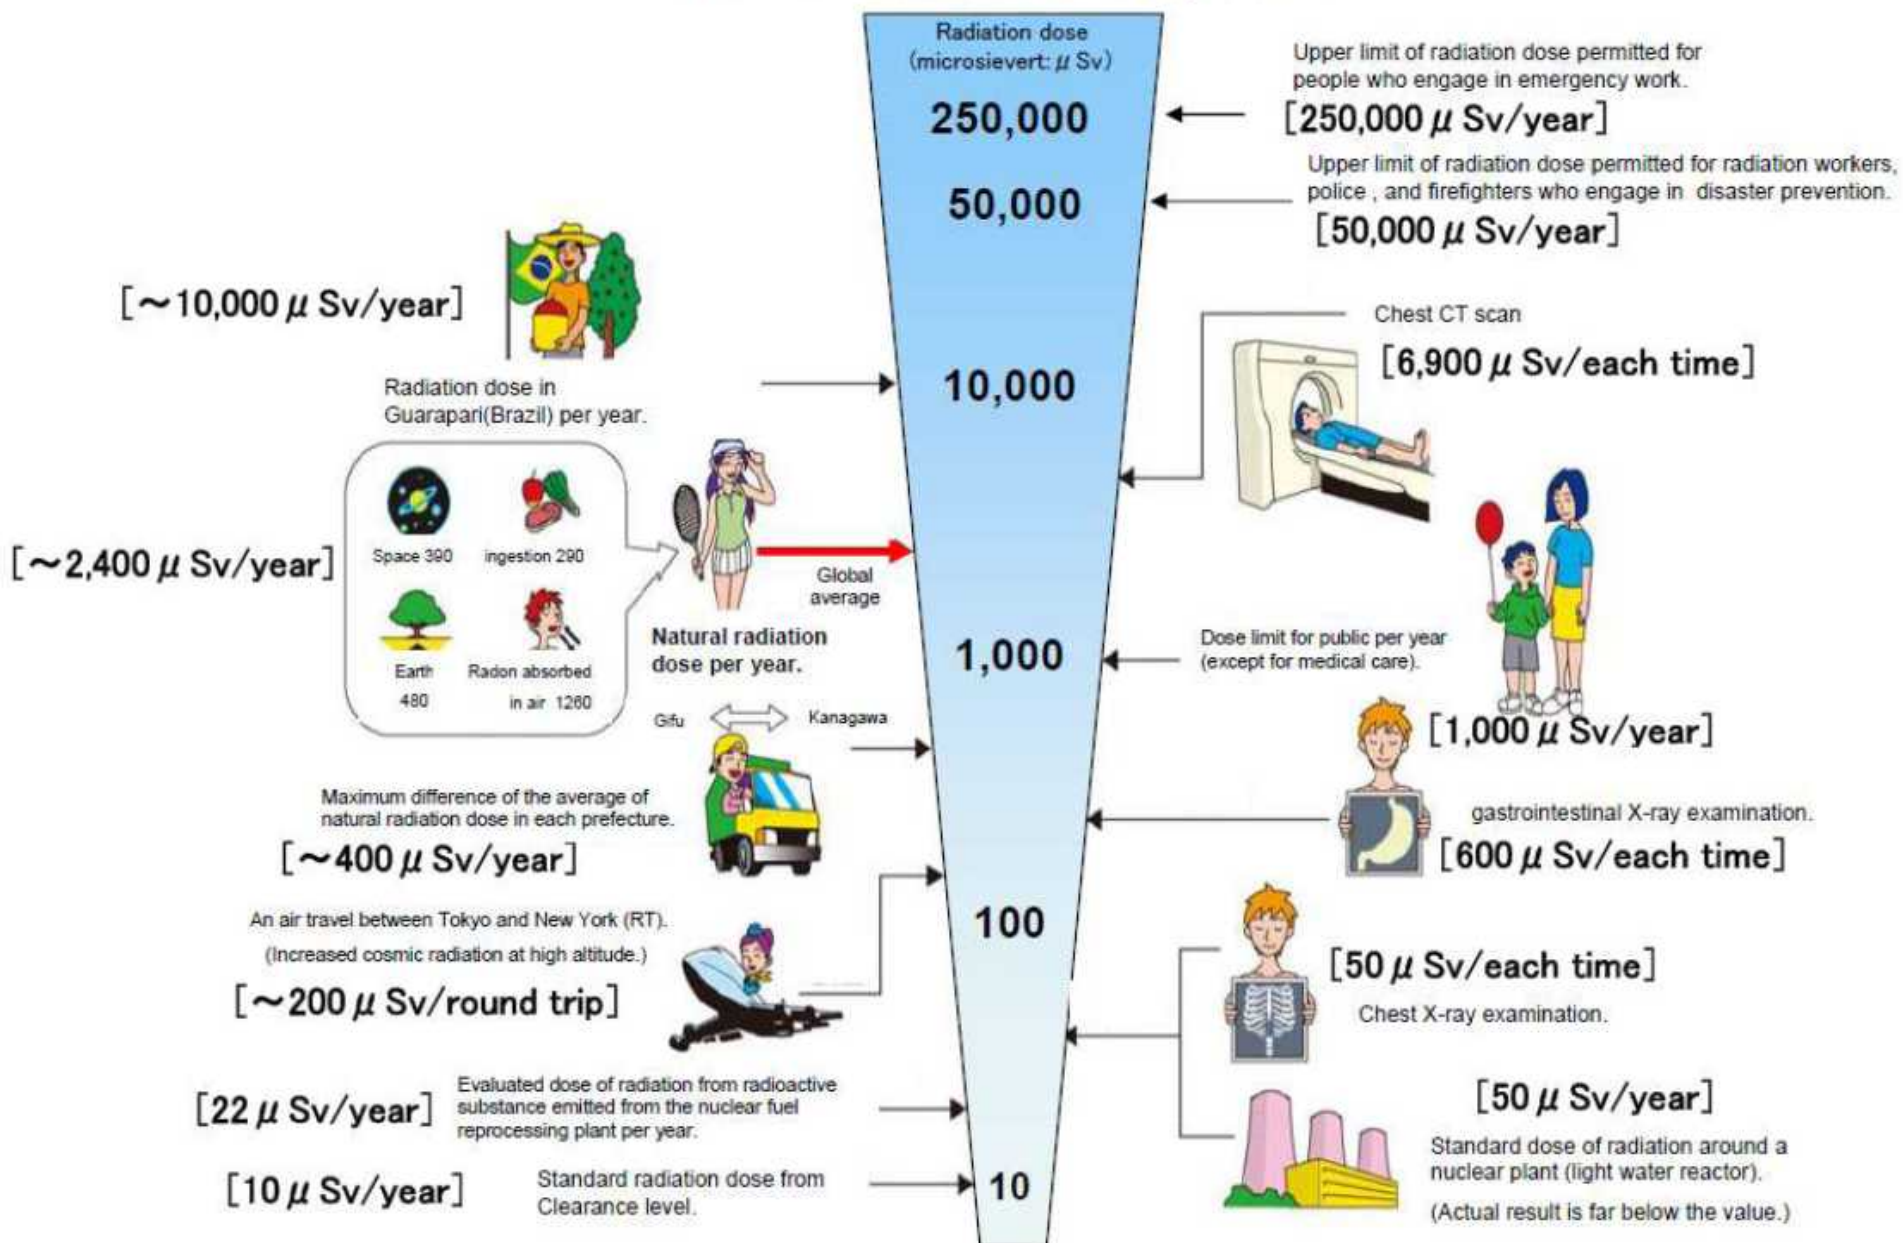 Radiation dose
(microsievert: μ Sv)
250,000
50,000
10,000
1,000
100
10
Upper limit of radiation dose permitted for
people who engage in emergency work.
[250,000 μ Sv/year]
Upper limit of radiation dose permitted for radiation workers,
police , and firefighters who engage in disaster prevention.
[50,000 μ Sv/year]
[~10,000 μ Sv/year]
Radiation dose in
Guarapari(Brazil) per year.
Chest CT scan
[6,900 μ Sv/each time]
[~2,400 μ Sv/year]
Space 390
ingestion 290
Earth
480
Radon absorbed
in air 1260
Global
average
Natural radiation
dose per year.
Dose limit for public per year
(except for medical care).
[1,000 μ Sv/year]
Gifu
Kanagawa
Maximum difference of the average of
natural radiation dose in each prefecture.
[~400 μ Sv/year]
gastrointestinal X-ray examination.
[600 μ Sv/each time]
An air travel between Tokyo and New York (RT).
(Increased cosmic radiation at high altitude.)
[~200 μ Sv/round trip]
[50 μ Sv/each time]
Chest X-ray examination.
[22 μ Sv/year]
Evaluated dose of radiation from radioactive
substance emitted from the nuclear fuel
reprocessing plant per year.
[50 μ Sv/year]
Standard dose of radiation around a
nuclear plant (light water reactor).
(Actual result is far below the value.)
[10 μ Sv/year]
Standard radiation dose from
Clearance level.